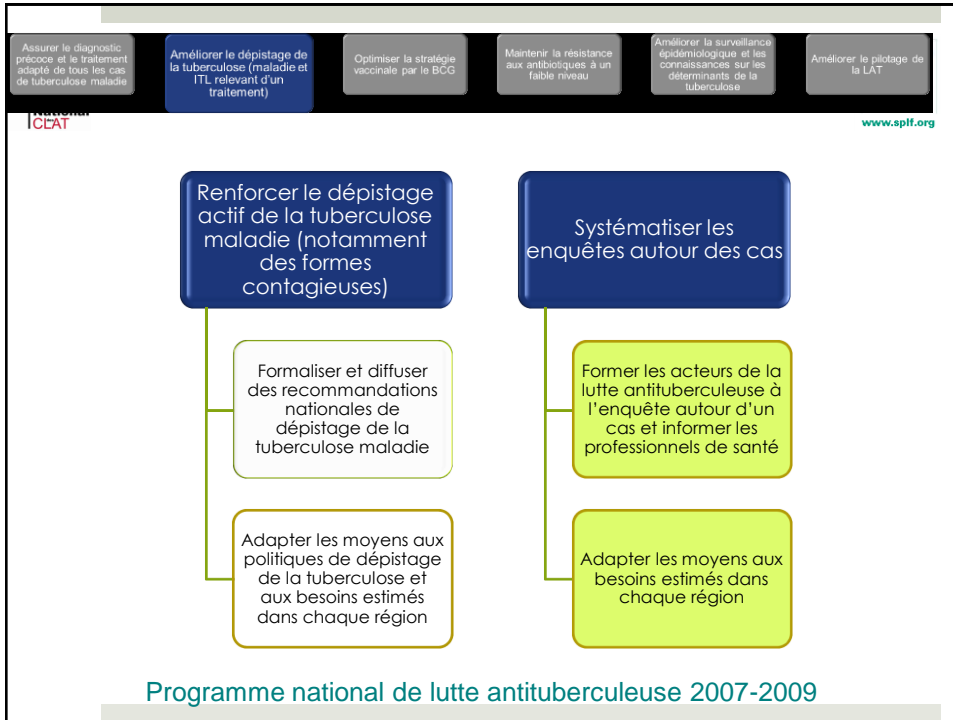 Assurer le diagnostic
précoce et le traitement
adapté de tous les cas
de tuberculose maladie
Améliorer le dépistage de
la tuberculose (maladie et
ITL relevant d'un
traitement)
Optimiser la stratégie
vaccinale par le BCG
Maintenir la résistance
aux antibiotiques à un
faible niveau
Améliorer la surveillance
épidémiologique et les
connaissances sur les
déterminants de la
tuberculose
Améliorer le pilotage de
la LAT
National
des
CLAT
www.splf.org
Renforcer le dépistage
actif de la tuberculose
maladie (notamment
des formes
contagieuses)
Formaliser et diffuser
des recommandations
nationales de
dépistage de la
tuberculose maladie
Adapter les moyens aux
politiques de dépistage
de la tuberculose et
aux besoins estimés
dans chaque région
Systématiser les
enquêtes autour des cas
Former les acteurs de la
lutte antituberculeuse à
l'enquête autour d'un
cas et informer les
professionnels de santé
Adapter les moyens aux
besoins estimés dans
chaque région
Programme national de lutte antituberculeuse 2007-2009